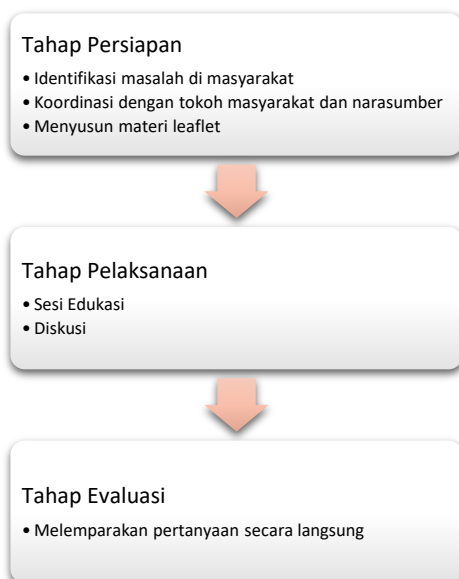 Tahap Persiapan
• Identifikasi masalah di masyarakat
• Koordinasi dengan tokoh masyarakat dan narasumber
• Menyusun materi leaflet
Tahap Pelaksanaan
• Sesi Edukasi
• Diskusi
Tahap Evaluasi
• Melemparakan pertanyaan secara langsung